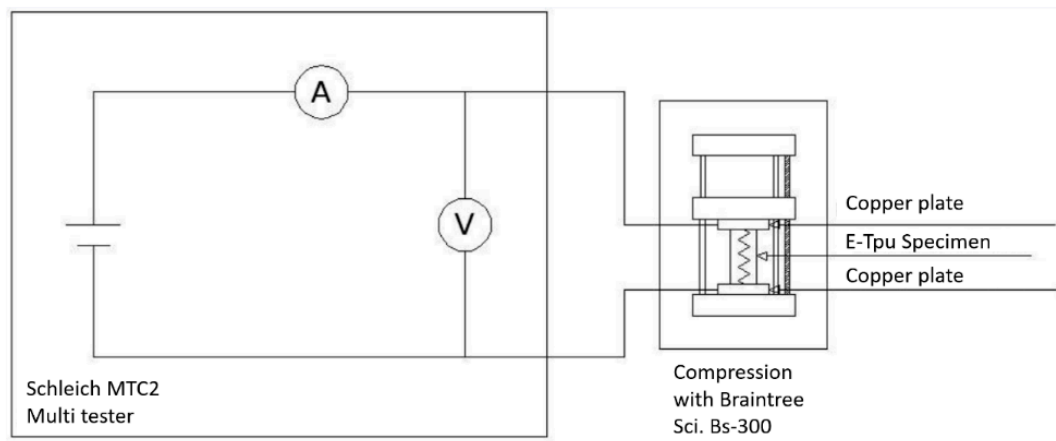 A
V
Copper plate
E-Tpu Specimen
Copper plate
Schleich MTC2
Multi tester
Compression
with Braintree
Sci. Bs-300